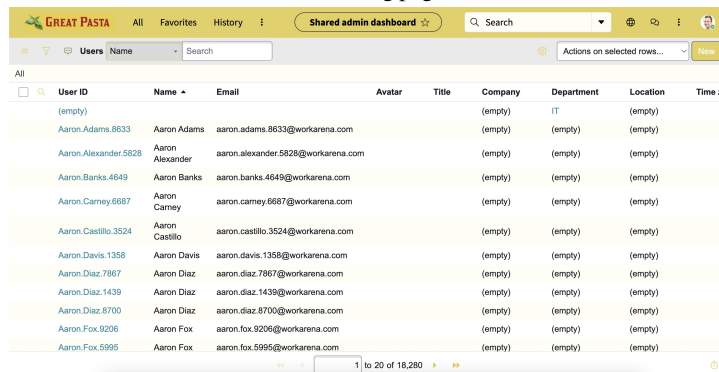 GREAT PASTA All Favorites History Shared admin dashboard Search
Users Name Search Actions on selected rows... New
All
User ID Name Email Avatar Title Company Department Location Time
(empty) (empty) IT (empty)
Aaron.Adams.8633 Aaron Adams aaron.adams.8633@workarena.com (empty) (empty) (empty)
Aaron.Alexander.5828 Aaron Alexander aaron.alexander.5828@workarena.com (empty) (empty) (empty)
Aaron.Banks.4649 Aaron Banks aaron.banks.4649@workarena.com (empty) (empty) (empty)
Aaron.Carney.6687 Aaron Carney aaron.carney.6687@workarena.com (empty) (empty) (empty)
Aaron.Castillo.3524 Aaron Castillo aaron.castillo.3524@workarena.com (empty) (empty) (empty)
Aaron.Davis.1358 Aaron Davis aaron.davis.1358@workarena.com (empty) (empty) (empty)
Aaron.Diaz.7867 Aaron Diaz aaron.diaz.7867@workarena.com (empty) (empty) (empty)
Aaron.Diaz.1439 Aaron Diaz aaron.diaz.1439@workarena.com (empty) (empty) (empty)
Aaron.Diaz.8700 Aaron Diaz aaron.diaz.8700@workarena.com (empty) (empty) (empty)
Aaron.Fox.9206 Aaron Fox aaron.fox.9206@workarena.com (empty) (empty) (empty)
Aaron.Fox.5995 Aaron Fox aaron.fox.5995@workarena.com (empty) (empty) (empty)
1 to 20 of 18,280